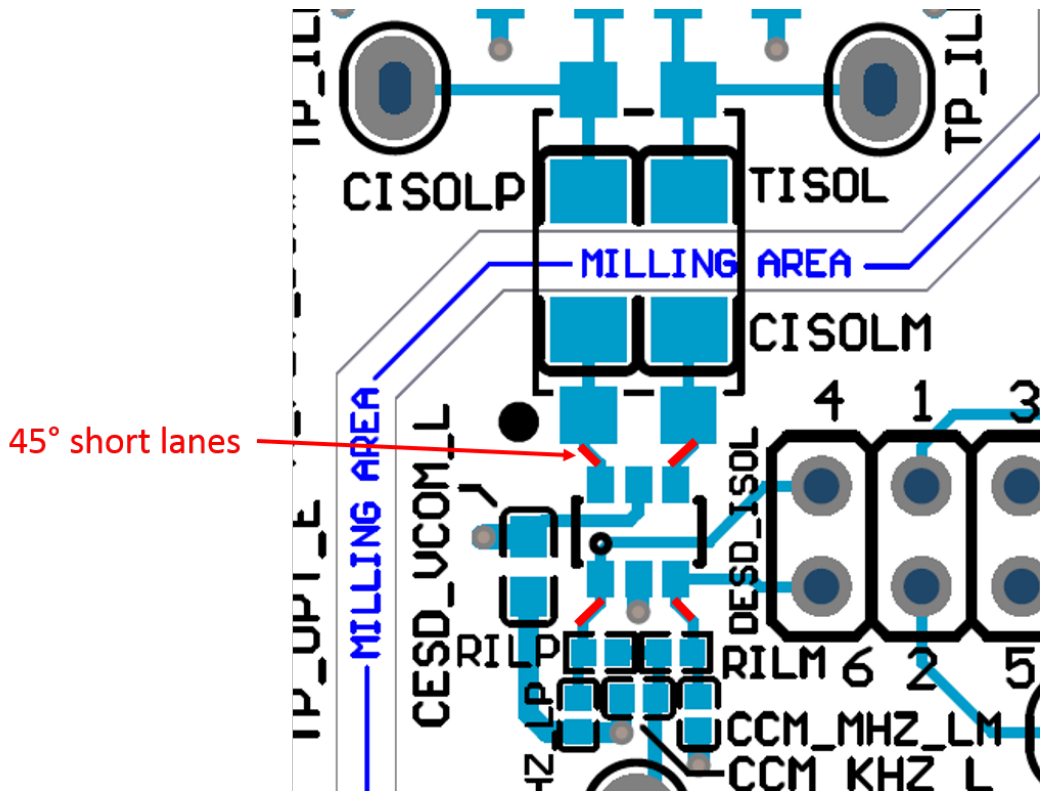 TP_IL
TP_IL
CISOLP
TISOL
MILLING AREA
CISOLM
4
1
3
45° short lanes
MILLING AREA
CESD_VCOM_L
DESD_ISOL
TP_OPT_E
RILP
RILM
6
2
5
CCM_MHZ_LM
CCM_KHZ_L